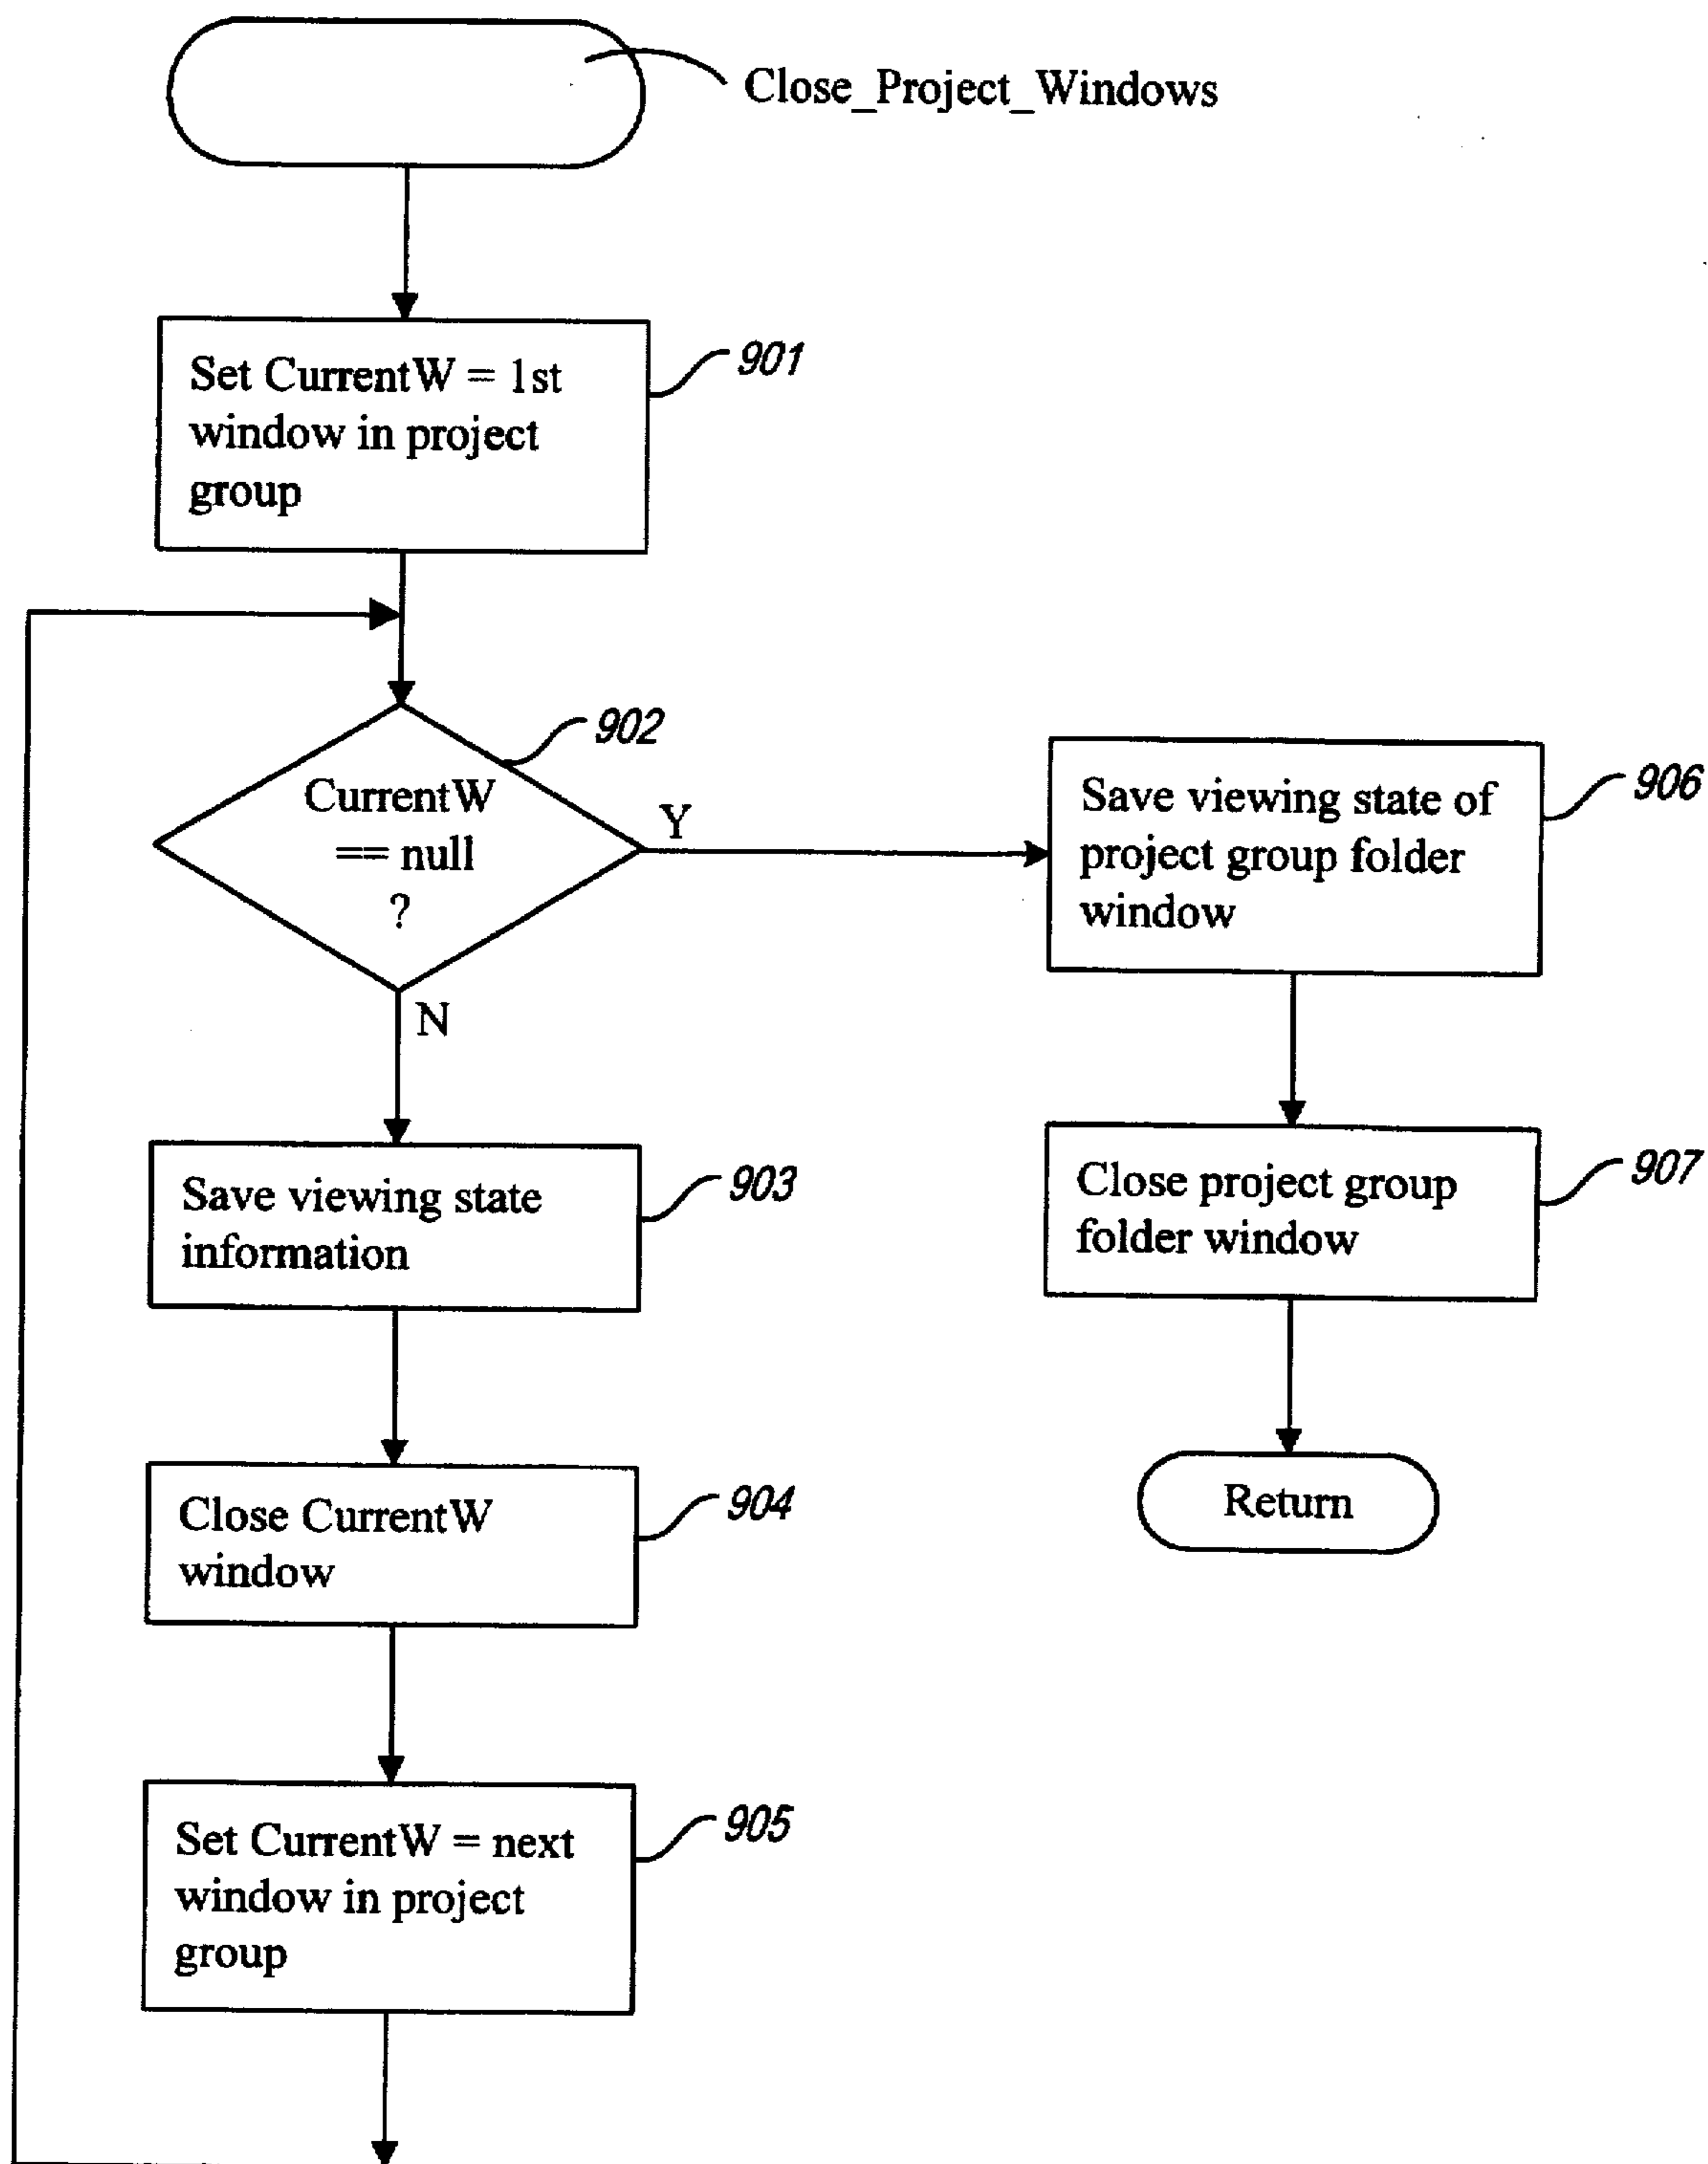 Close_Project_Windows
Set CurrentW = 1st
window in project
group
901
CurrentW
== null
?
902
Y
N
Save viewing state
information
903
Close CurrentW
window
904
Set CurrentW = next
window in project
group
905
Save viewing state of
project group folder
window
906
Close project group
folder window
907
Return